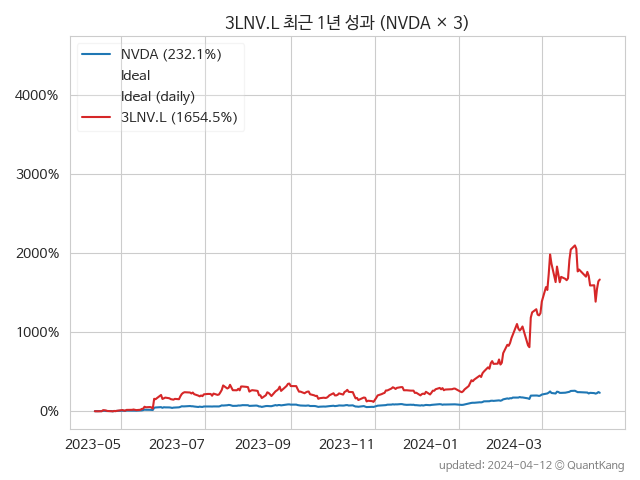 3LNV.L 최근 1년 성과 (NVDA × 3)
NVDA (232.1%)
Ideal
Ideal (daily)
3LNV.L (1654.5%)
4000%
3000%
2000%
1000%
0%
2023-05 2023-07 2023-09 2023-11 2024-01 2024-03
updated: 2024-04-12 © QuantKang